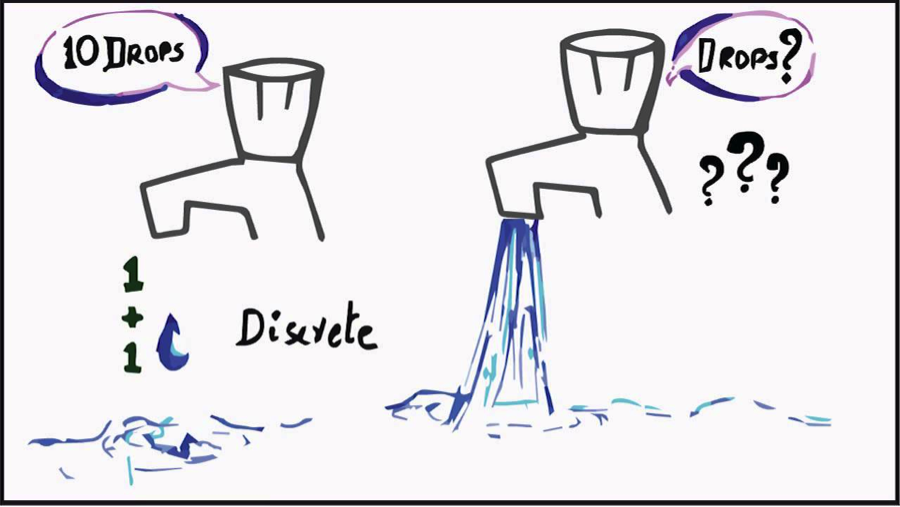 10 DROPS
DROPS?
???
1
+
1
Discrete